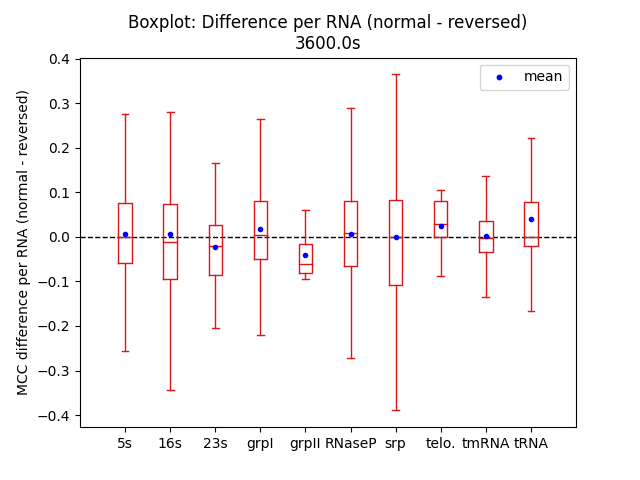 Boxplot: Difference per RNA (normal - reversed)
3600.0s
mean
MCC difference per RNA (normal - reversed)
0.4
0.3
0.2
0.1
0.0
−0.1
−0.2
−0.3
−0.4
5s 16s 23s grpI grpII RNaseP srp telo. tmRNA tRNA